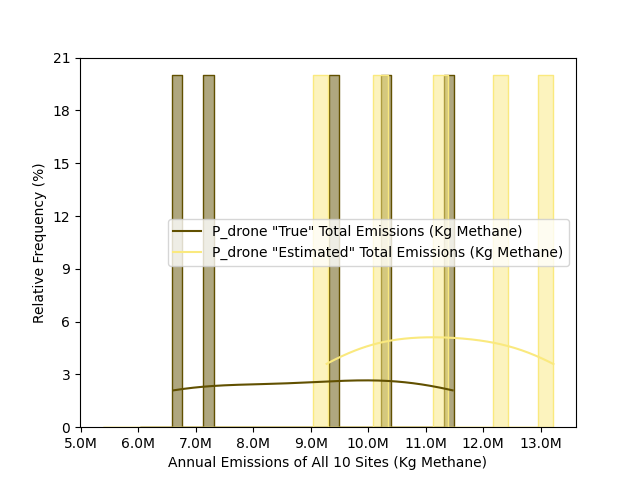 21
18
15
12
9
6
3
0
Relative Frequency (%)
P_drone "True" Total Emissions (Kg Methane)
P_drone "Estimated" Total Emissions (Kg Methane)
5.0M 6.0M 7.0M 8.0M 9.0M 10.0M 11.0M 12.0M 13.0M
Annual Emissions of All 10 Sites (Kg Methane)